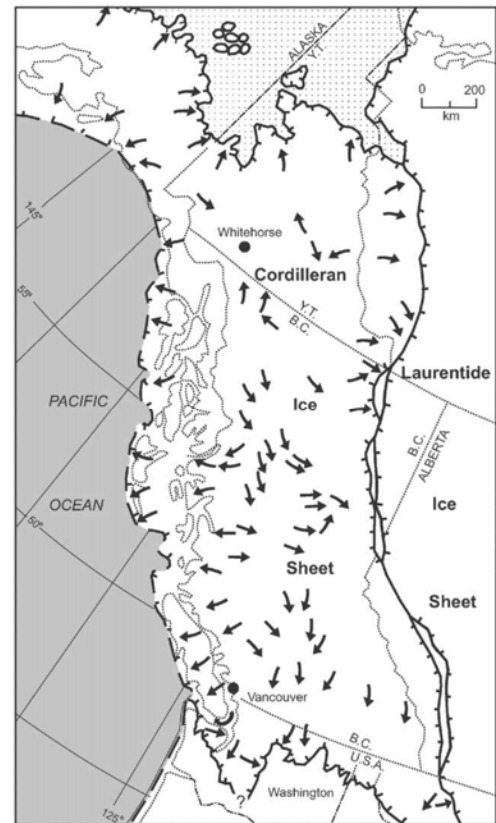 ALASKA
Y.T.
0 200
km
145°
Whitehorse
55°
Cordilleran
Y.T.
B.C.
Laurentide
PACIFIC
Ice
B.C.
ALBERTA
OCEAN
Ice
50°
Sheet
Sheet
Vancouver
B.C.
U.S.A.
?
Washington
125°